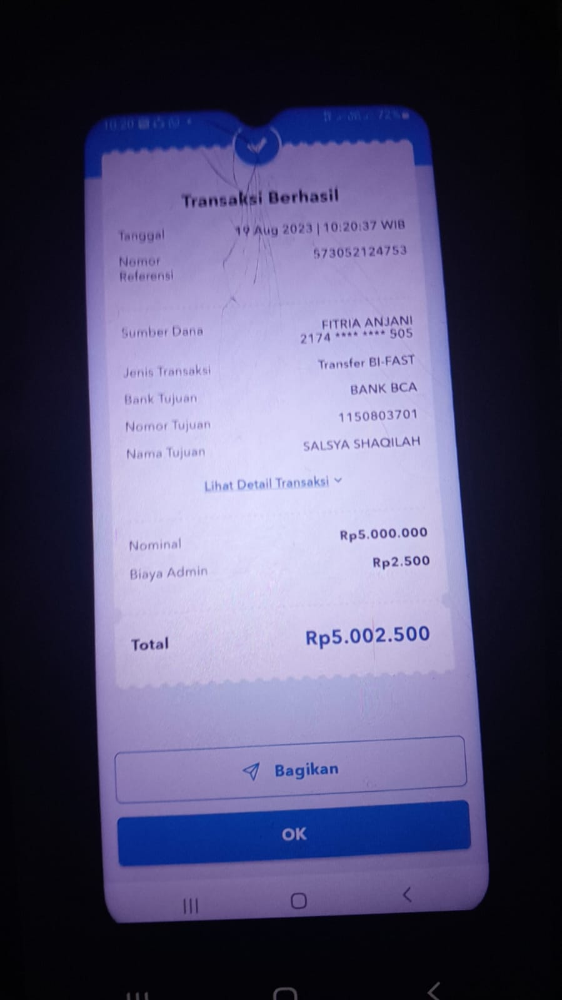 10:20
72%
Transaksi Berhasil
Tanggal 19 Aug 2023 | 10:20:37 WIB
Nomor Referensi 573052124753
Sumber Dana FITRIA ANJANI
2174 **** **** 505
Jenis Transaksi Transfer BI-FAST
Bank Tujuan BANK BCA
Nomor Tujuan 1150803701
Nama Tujuan SALSYA SHAQILAH
Lihat Detail Transaksi
Nominal Rp5.000.000
Biaya Admin Rp2.500
Total Rp5.002.500
Bagikan
OK